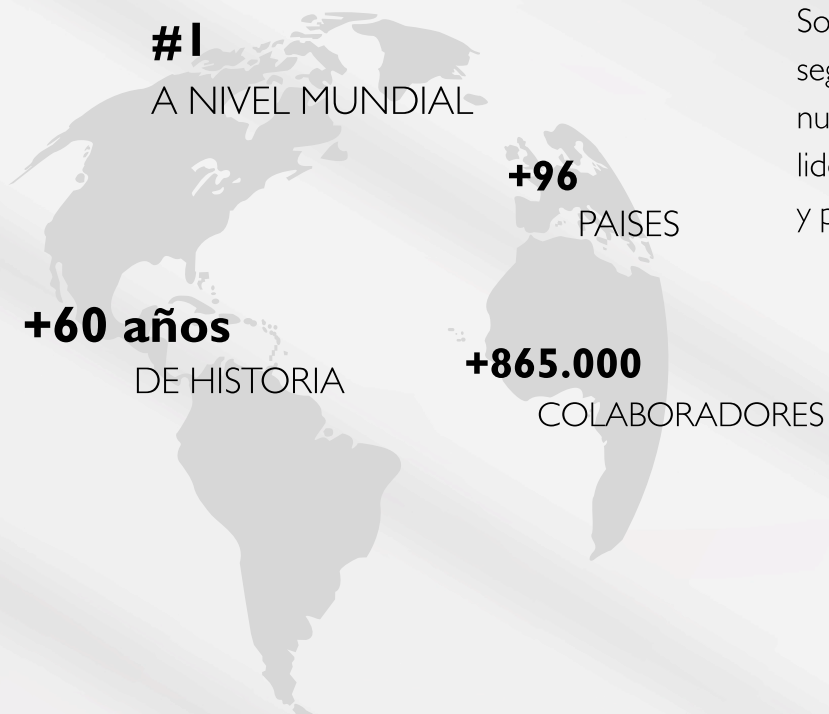 #1
A NIVEL MUNDIAL
+96
PAISES
+60 años
DE HISTORIA
+865.000
COLABORADORES
y